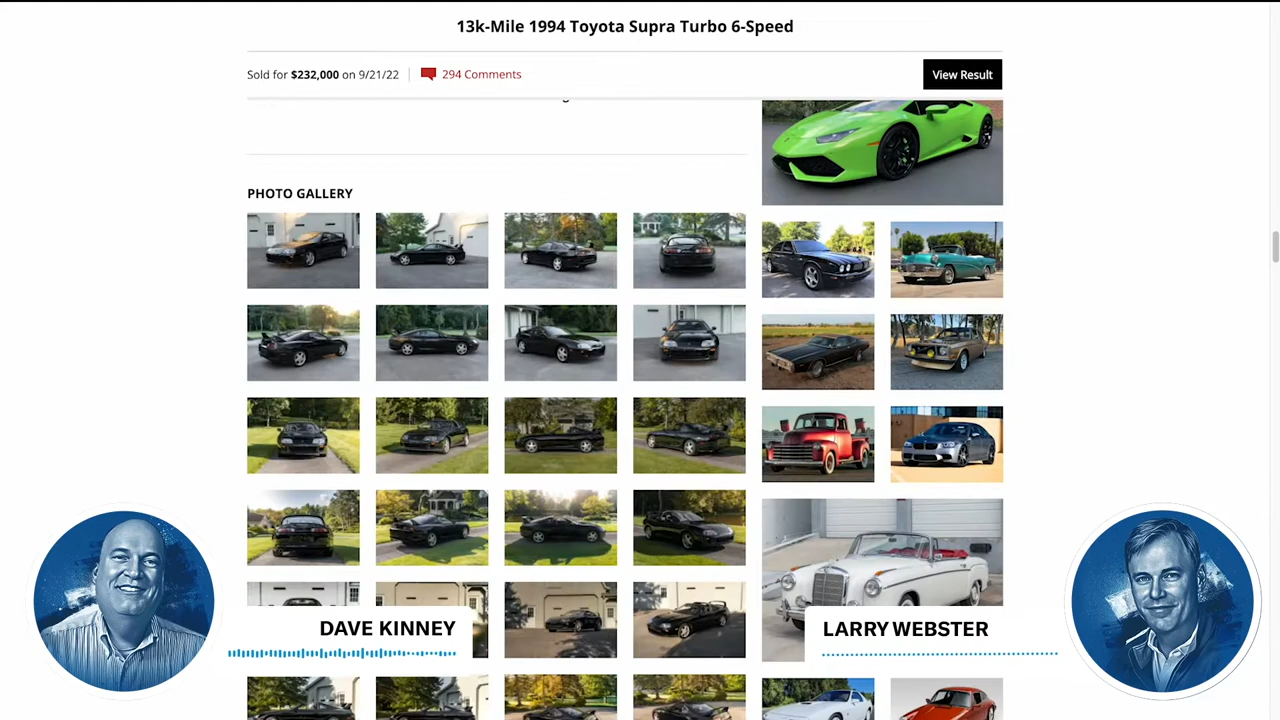 13k-Mile 1994 Toyota Supra Turbo 6-Speed
Sold for $232,000 on 9/21/22
294 Comments
View Result
PHOTO GALLERY
DAVE KINNEY
LARRY WEBSTER